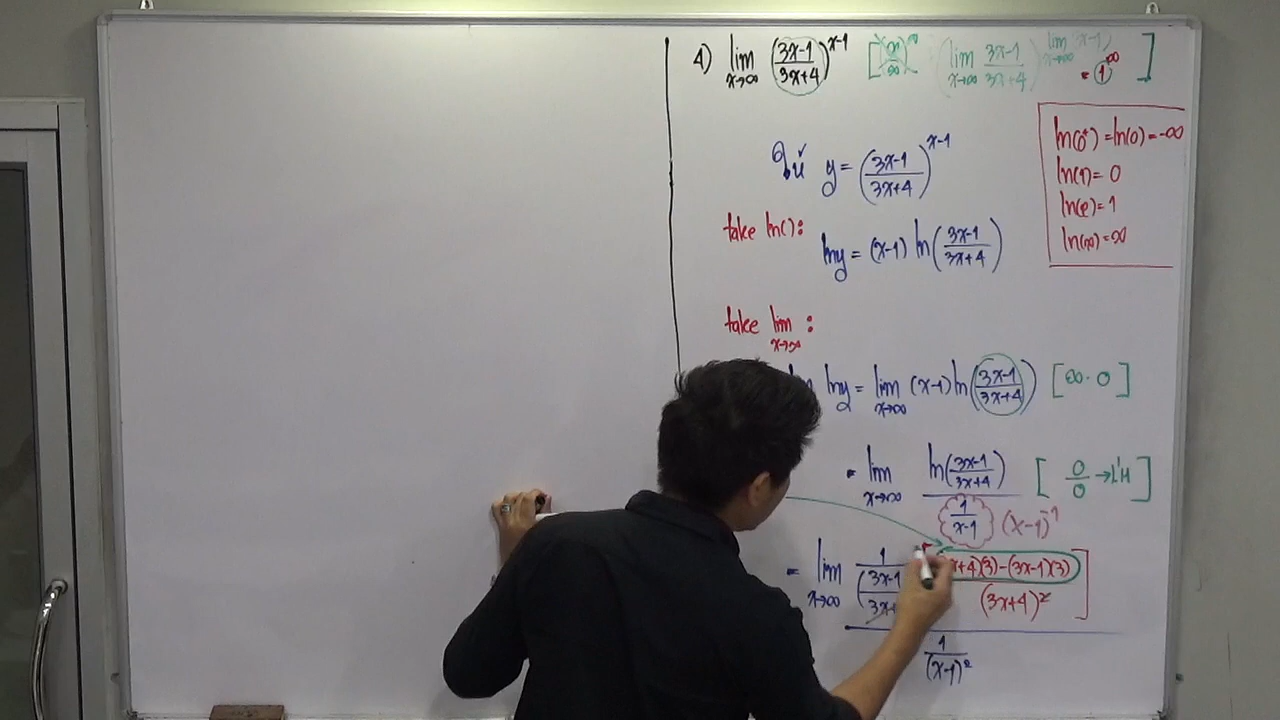 4) lim x→∞ ((3x-1)/(3x+4))^(x-1) [ lim x→∞ (3x-1)/(3x+4) lim x→∞ (x-1) = 1^∞ ]
ln(0⁺) = ln(0) = -∞
ln(1) = 0
ln(e) = 1
ln(∞) = ∞
ให้ y = ((3x-1)/(3x+4))^(x-1)
take ln():
ln y = (x-1) ln((3x-1)/(3x+4))
take lim x→∞ :
ln y = lim x→∞ (x-1) ln((3x-1)/(3x+4)) [∞·0]
= lim x→∞ ln((3x-1)/(3x+4)) / (1/(x-1)) [ 0/0 → L'H ]
(x-1)^-1
= lim x→∞ 1/((3x-1)/(3x [ x+4)(3)-(3x-1)(3) / (3x+4)² ]
1/(x-1)²